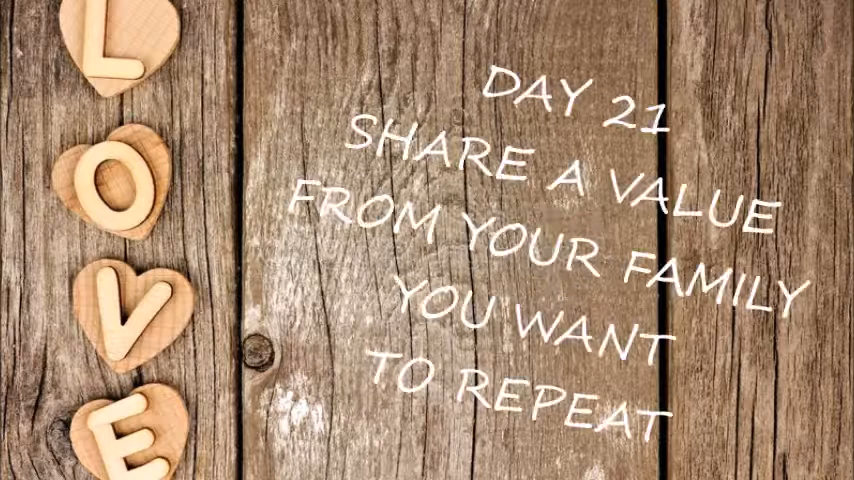 L
O
V
E
DAY 21
SHARE A VALUE
FROM YOUR FAMILY
YOU WANT
TO REPEAT